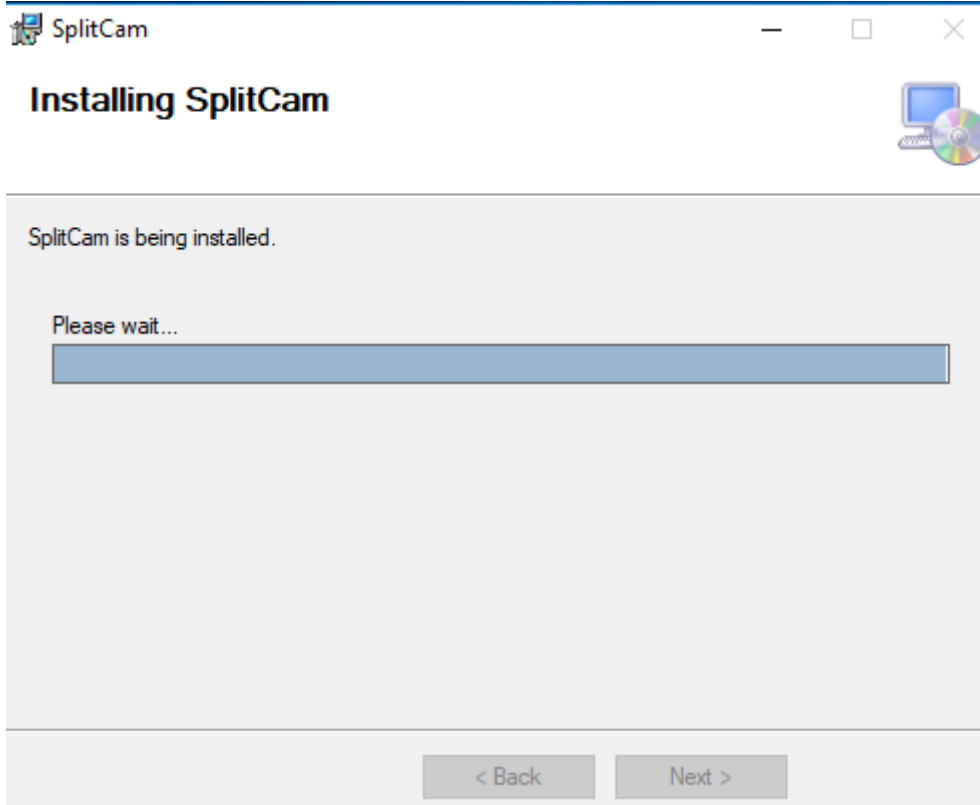 SplitCam
Installing SplitCam
SplitCam is being installed.
Please wait...
< Back
Next >